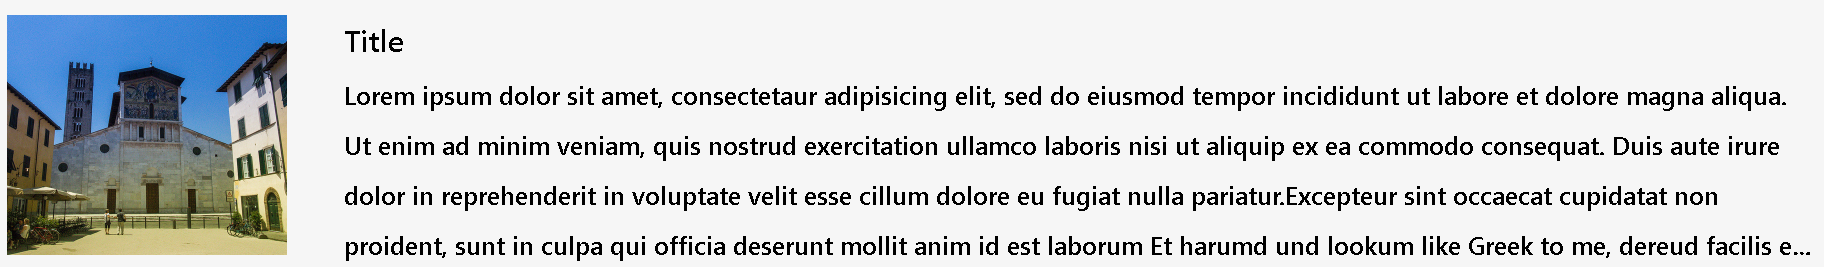 Title
Lorem ipsum dolor sit amet, consectetaur adipisicing elit, sed do eiusmod tempor incididunt ut labore et dolore magna aliqua.
Ut enim ad minim veniam, quis nostrud exercitation ullamco laboris nisi ut aliquip ex ea commodo consequat. Duis aute irure
dolor in reprehenderit in voluptate velit esse cillum dolore eu fugiat nulla pariatur.Excepteur sint occaecat cupidatat non
proident, sunt in culpa qui officia deserunt mollit anim id est laborum Et harumd und lookum like Greek to me, dereud facilis e...